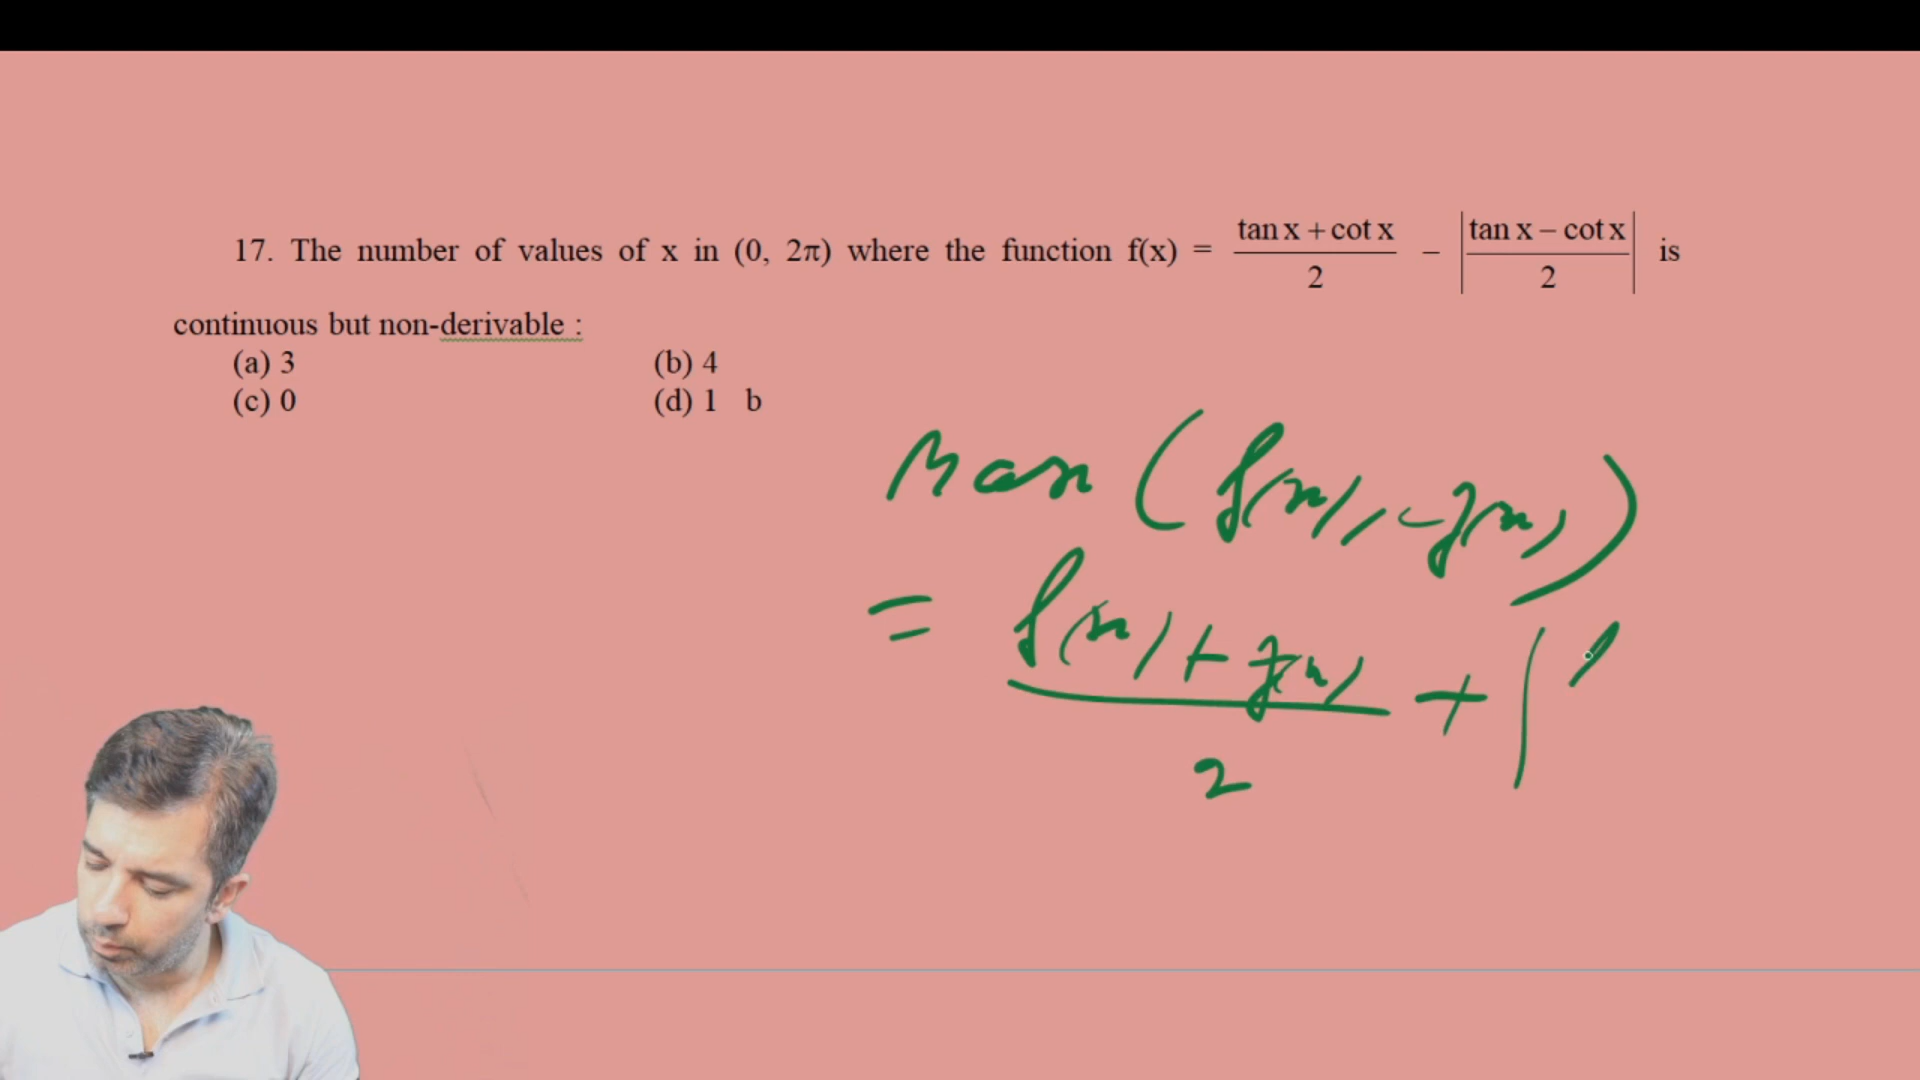 17. The number of values of x in (0, 2π) where the function f(x) = (tan x + cot x)/2 − |(tan x − cot x)/2| is
continuous but non-derivable :
(a) 3 (b) 4
(c) 0 (d) 1 b
Max (f(x), g(x))
= (f(x) + g(x))/2 + |